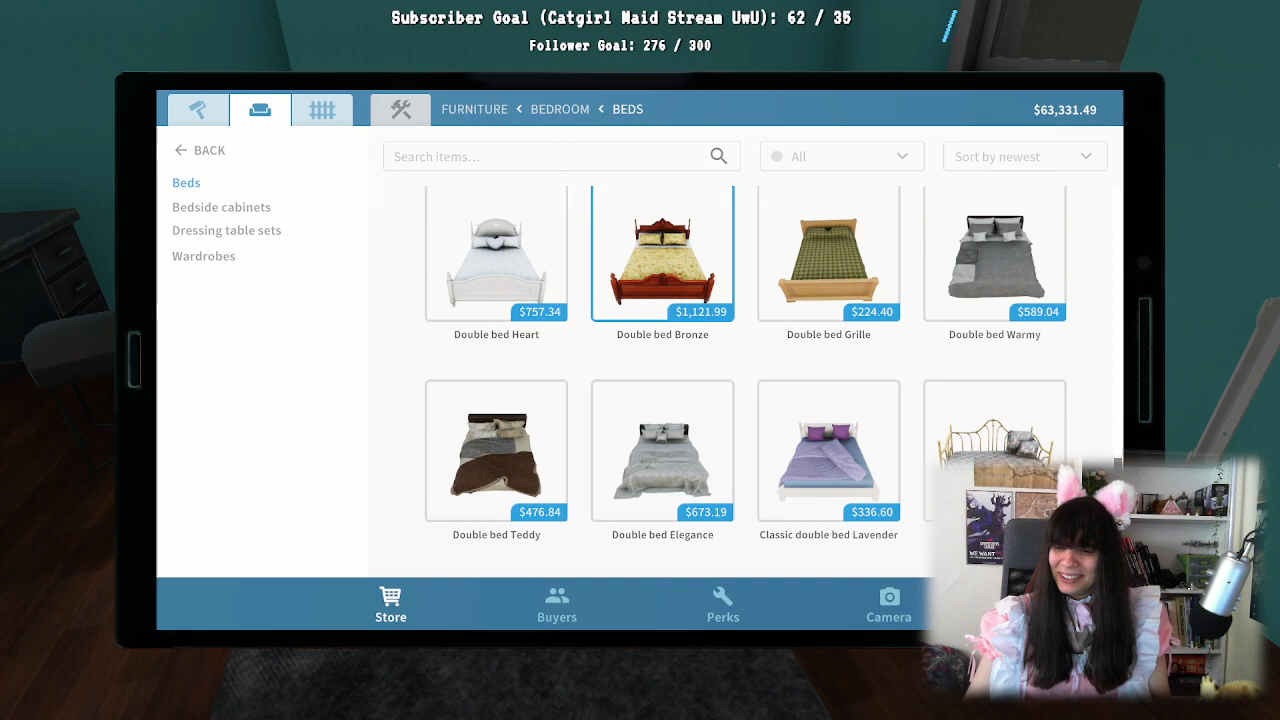 Subscriber Goal (Catgirl Maid Stream UwU): 62 / 35
Follower Goal: 276 / 300
FURNITURE < BEDROOM < BEDS
$63,331.49
BACK
Search items...
All
Sort by newest
Beds
Bedside cabinets
Dressing table sets
Wardrobes
$757.34
$1,121.99
$224.40
$589.04
Double bed Heart
Double bed Bronze
Double bed Grille
Double bed Warmy
$476.84
$673.19
$336.60
Double bed Teddy
Double bed Elegance
Classic double bed Lavender
WE WANT
Store
Buyers
Perks
Camera